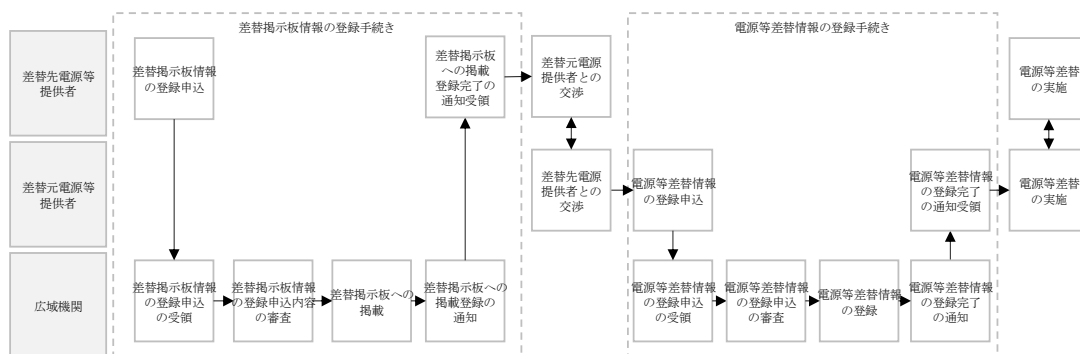 差替掲示板情報の登録手続き
電源等差替情報の登録手続き
差替先電源等
提供者
差替掲示板情報
の登録申込
差替掲示板
への掲載
登録完了の
通知受領
差替元電源
提供者との
交渉
電源等差替
の実施
差替元電源等
提供者
差替先電源
提供者との
交渉
電源等差替情報
の登録申込
電源等差替情報
の登録完了
の通知受領
電源等差替
の実施
広域機関
差替掲示板情報
の登録申込
の受領
差替掲示板情報
の登録申込内容
の審査
差替掲示板への
掲載
差替掲示板への
掲載登録の
通知
電源等差替情報
の登録申込
の受領
電源等差替情報
の登録申込
の審査
電源等差替情報
の登録
電源等差替情報
の登録完了
の通知